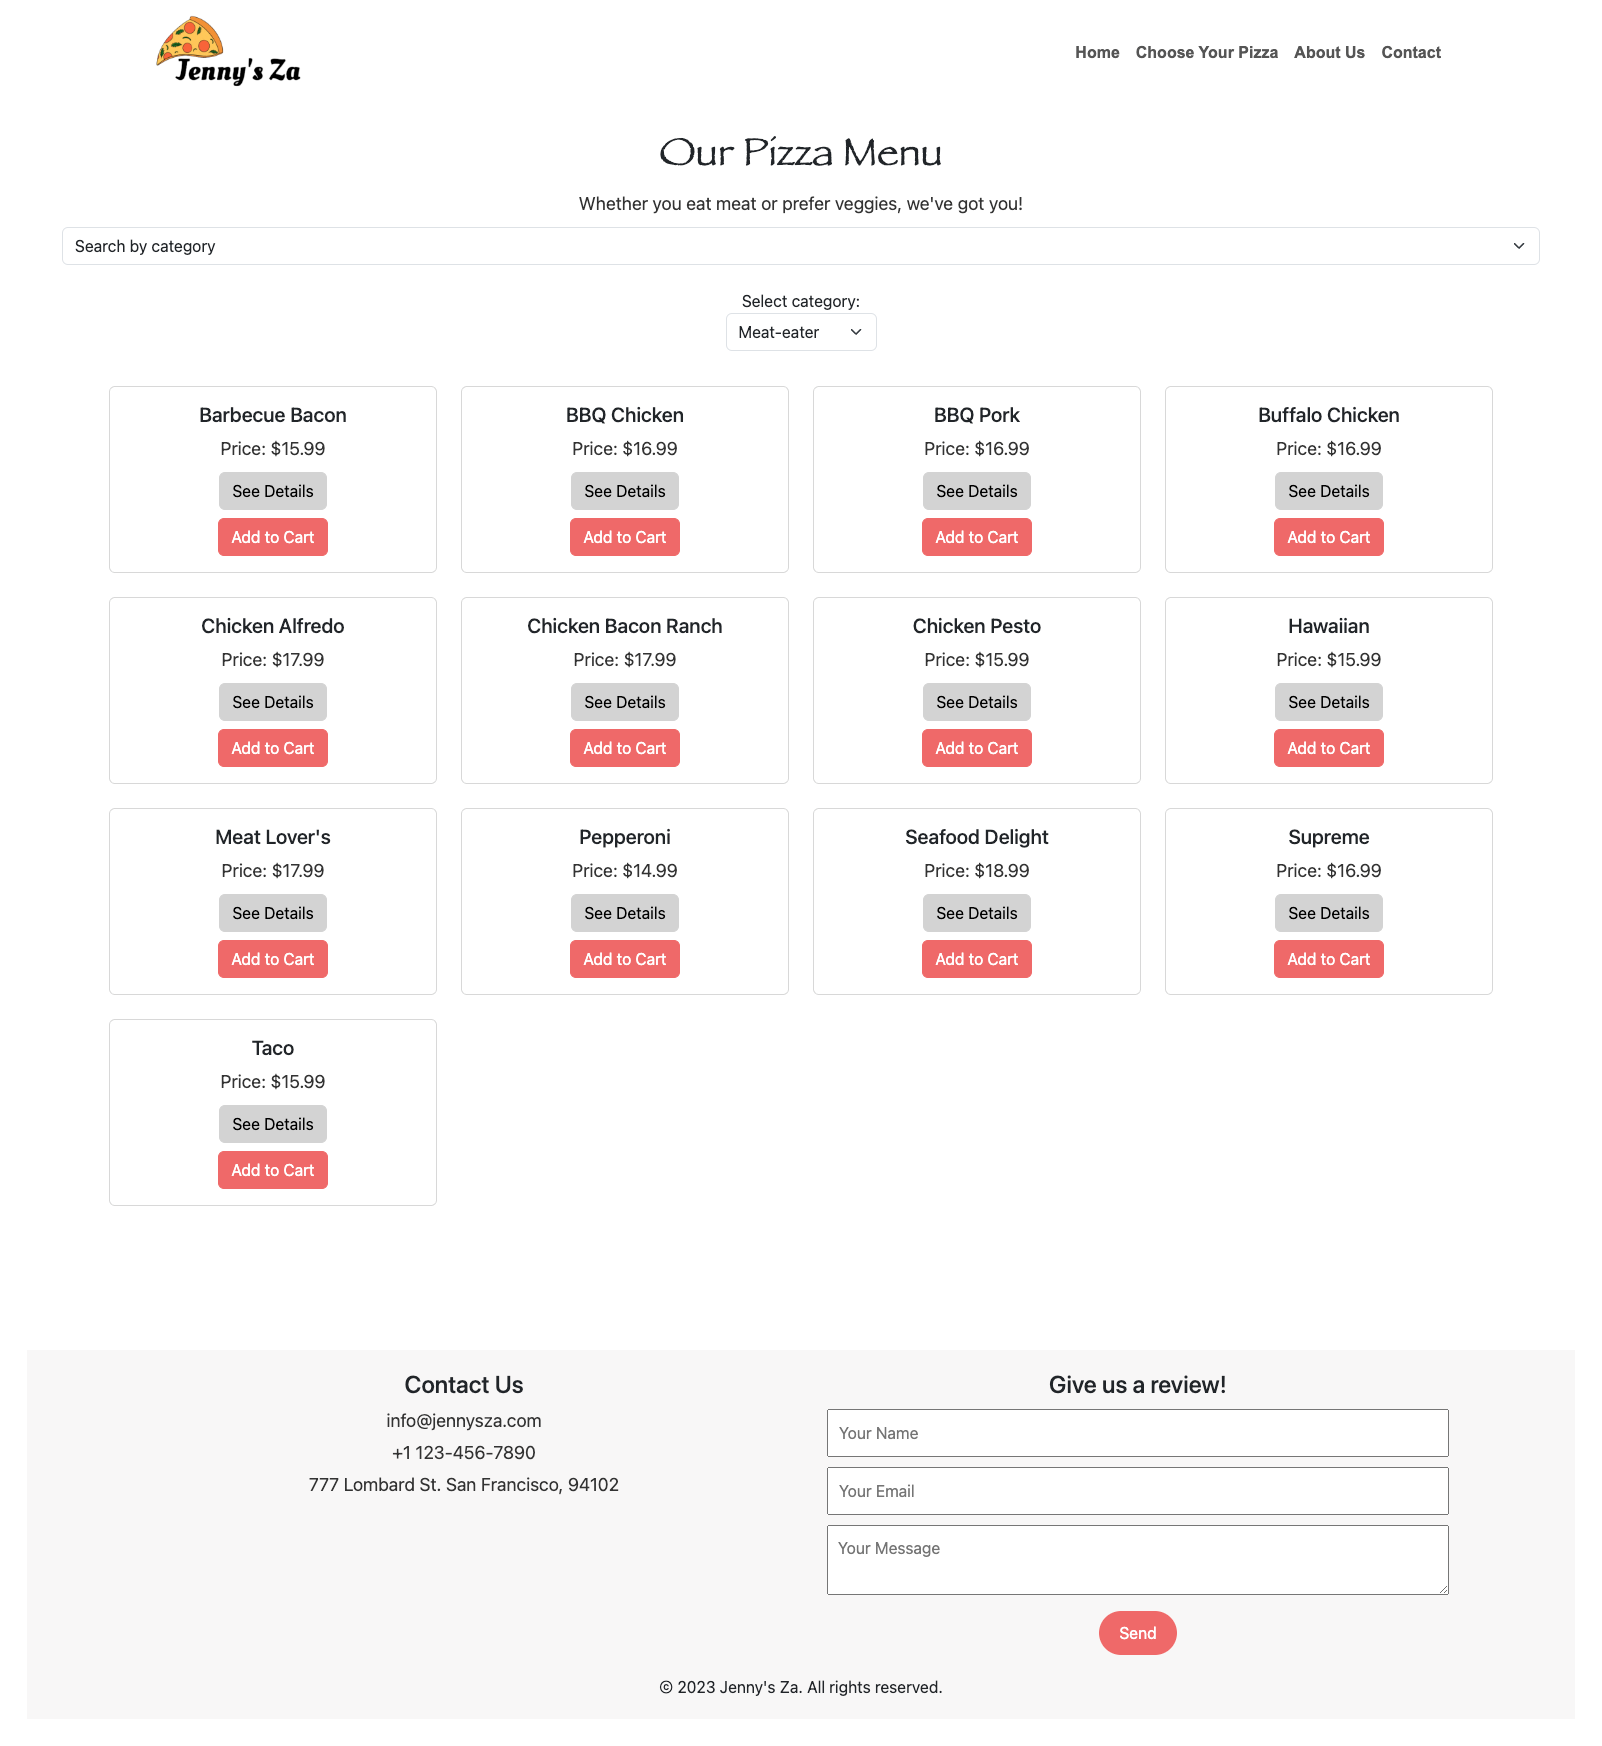 Jenny's Za
Home Choose Your Pizza About Us Contact
Our Pizza Menu
Whether you eat meat or prefer veggies, we've got you!
Search by category
Select category:
Meat-eater
Barbecue Bacon
Price: $15.99
See Details
Add to Cart
BBQ Chicken
Price: $16.99
See Details
Add to Cart
BBQ Pork
Price: $16.99
See Details
Add to Cart
Buffalo Chicken
Price: $16.99
See Details
Add to Cart
Chicken Alfredo
Price: $17.99
See Details
Add to Cart
Chicken Bacon Ranch
Price: $17.99
See Details
Add to Cart
Chicken Pesto
Price: $15.99
See Details
Add to Cart
Hawaiian
Price: $15.99
See Details
Add to Cart
Meat Lover's
Price: $17.99
See Details
Add to Cart
Pepperoni
Price: $14.99
See Details
Add to Cart
Seafood Delight
Price: $18.99
See Details
Add to Cart
Supreme
Price: $16.99
See Details
Add to Cart
Taco
Price: $15.99
See Details
Add to Cart
Contact Us
info@jennysza.com
+1 123-456-7890
777 Lombard St. San Francisco, 94102
Give us a review!
Your Name
Your Email
Your Message
Send
© 2023 Jenny's Za. All rights reserved.